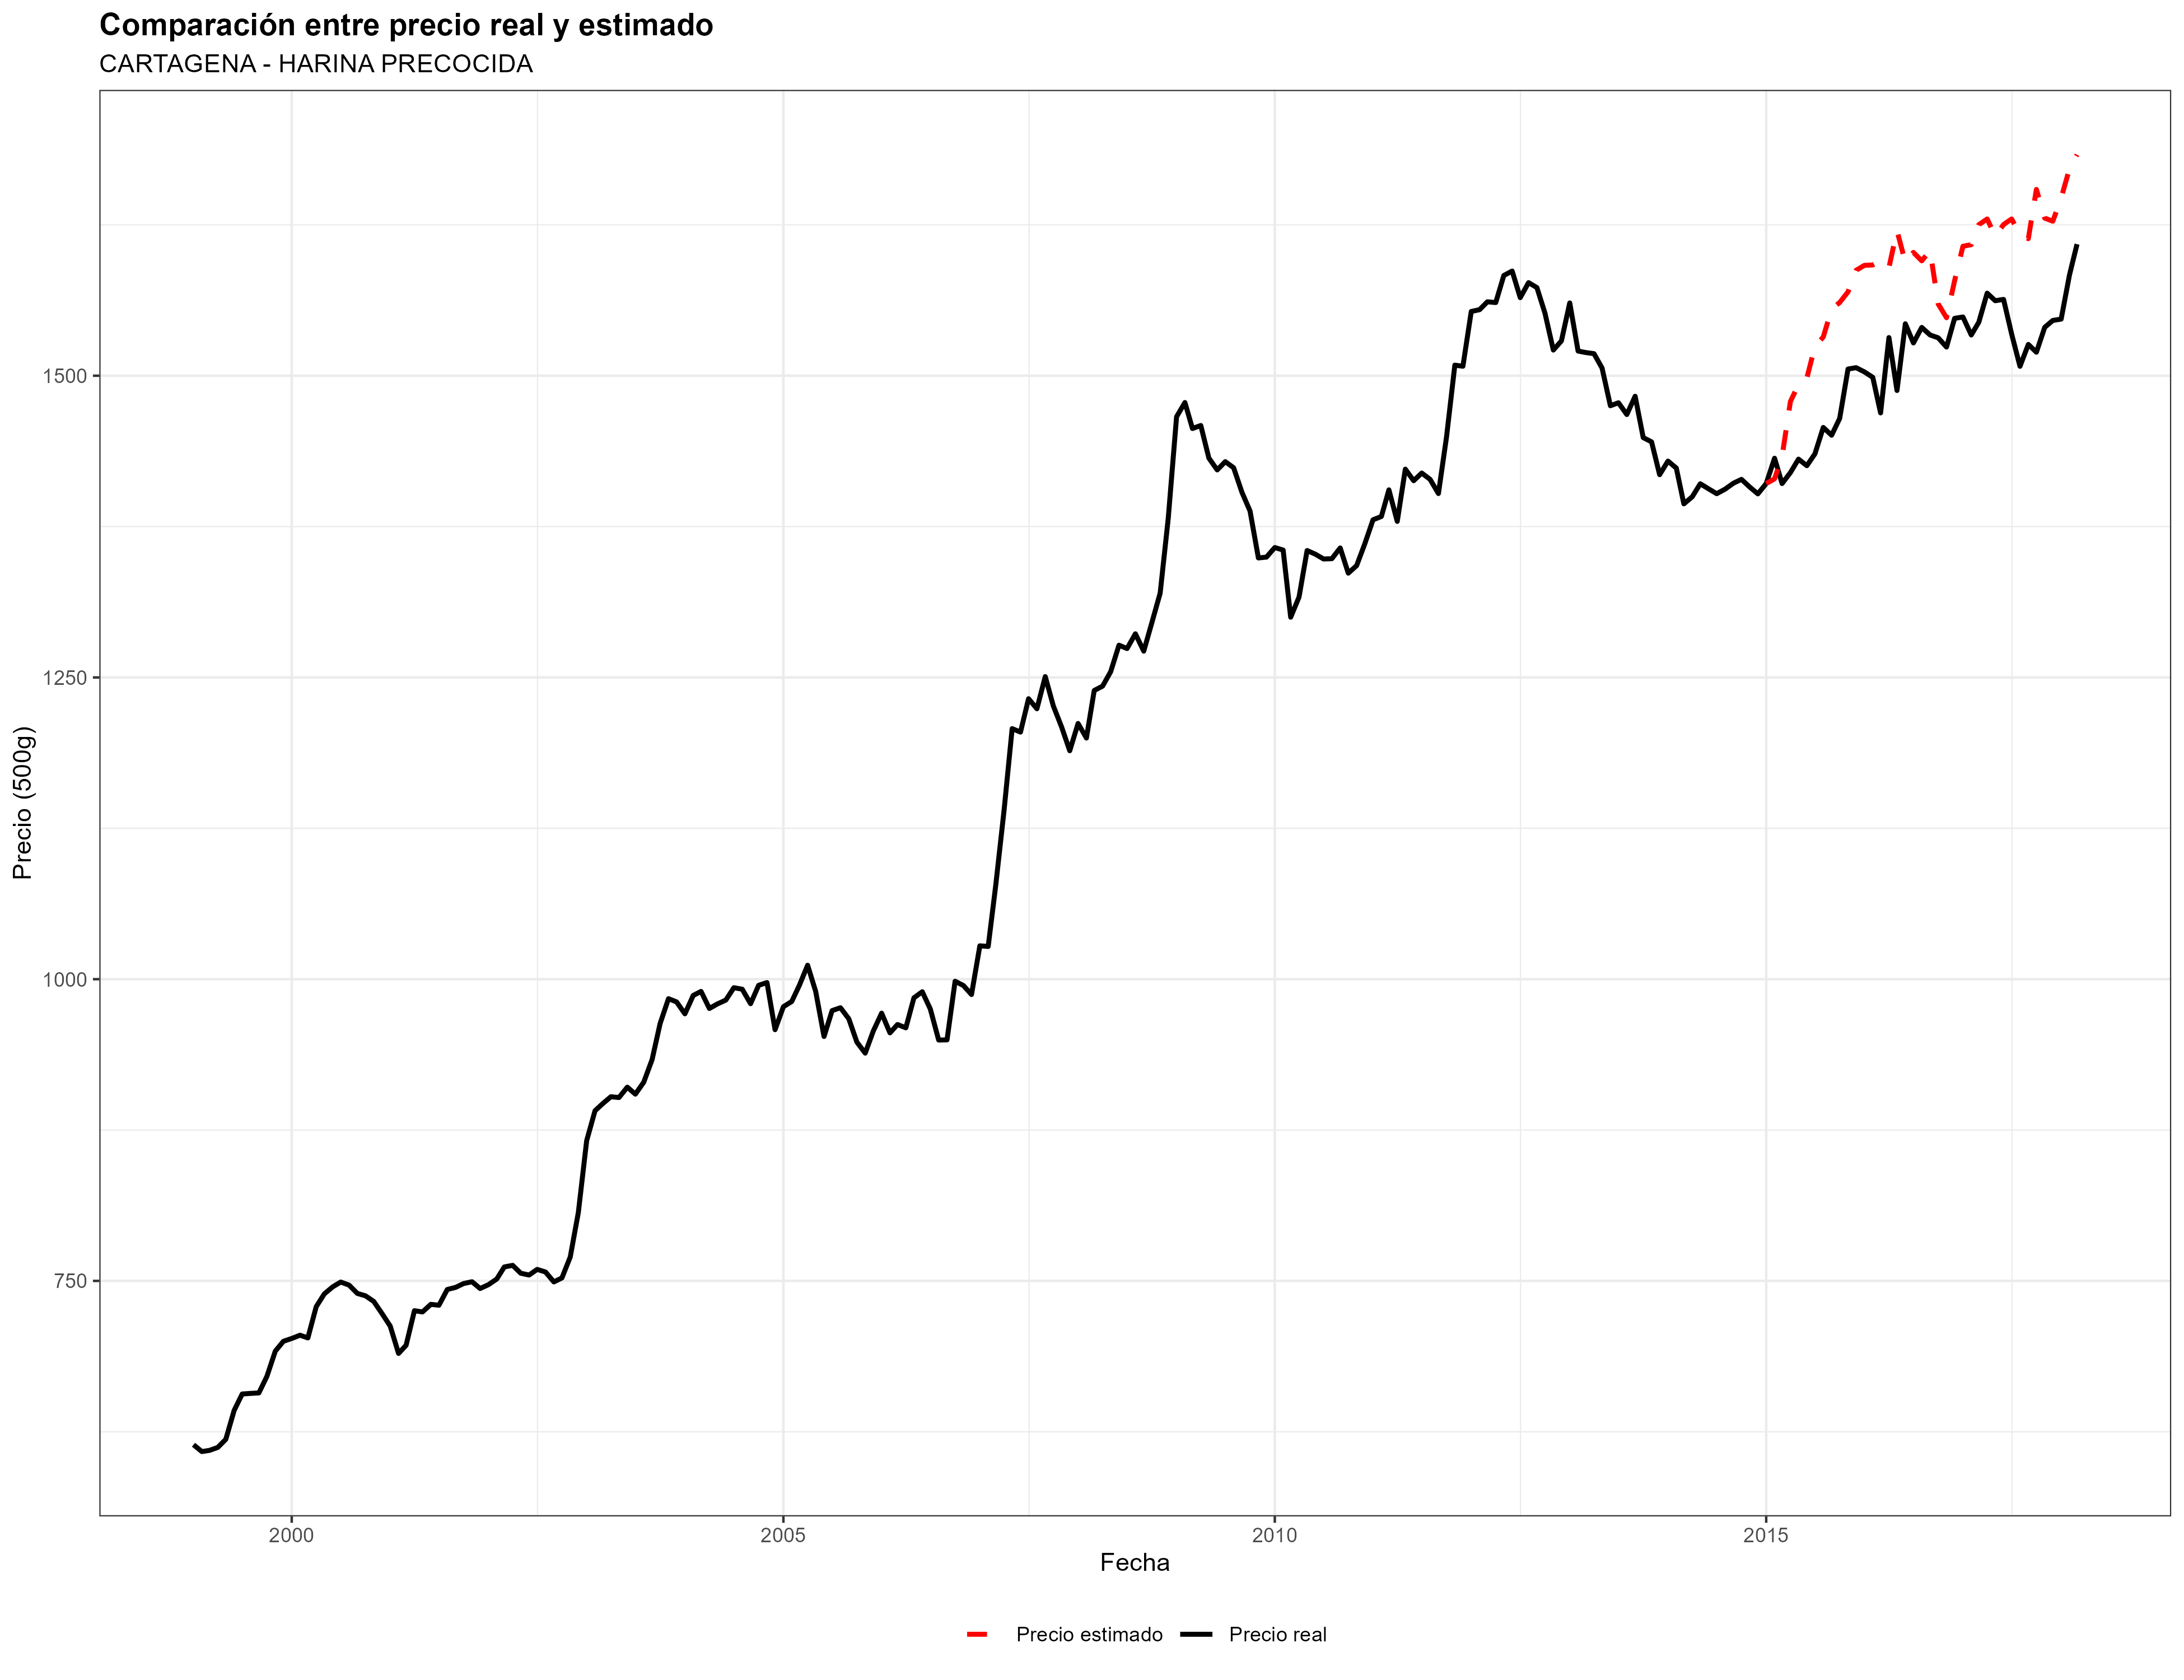 Comparación entre precio real y estimado
CARTAGENA - HARINA PRECOCIDA
Precio (500g)
1500
1250
1000
750
2000 2005 2010 2015
Fecha
Precio estimado Precio real